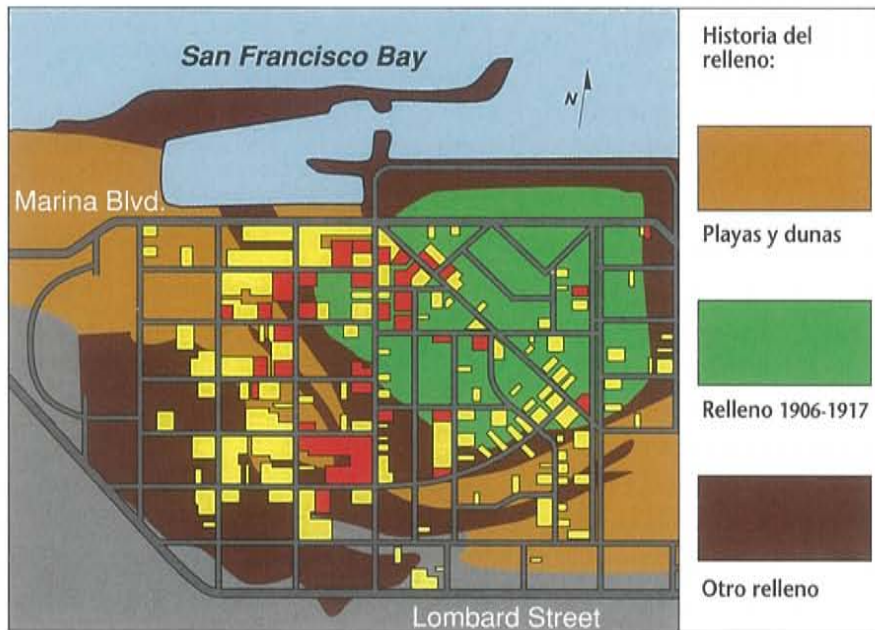 San Francisco Bay
N
Marina Blvd.
Lombard Street
Historia del
relleno:
Playas y dunas
Relleno 1906-1917
Otro relleno